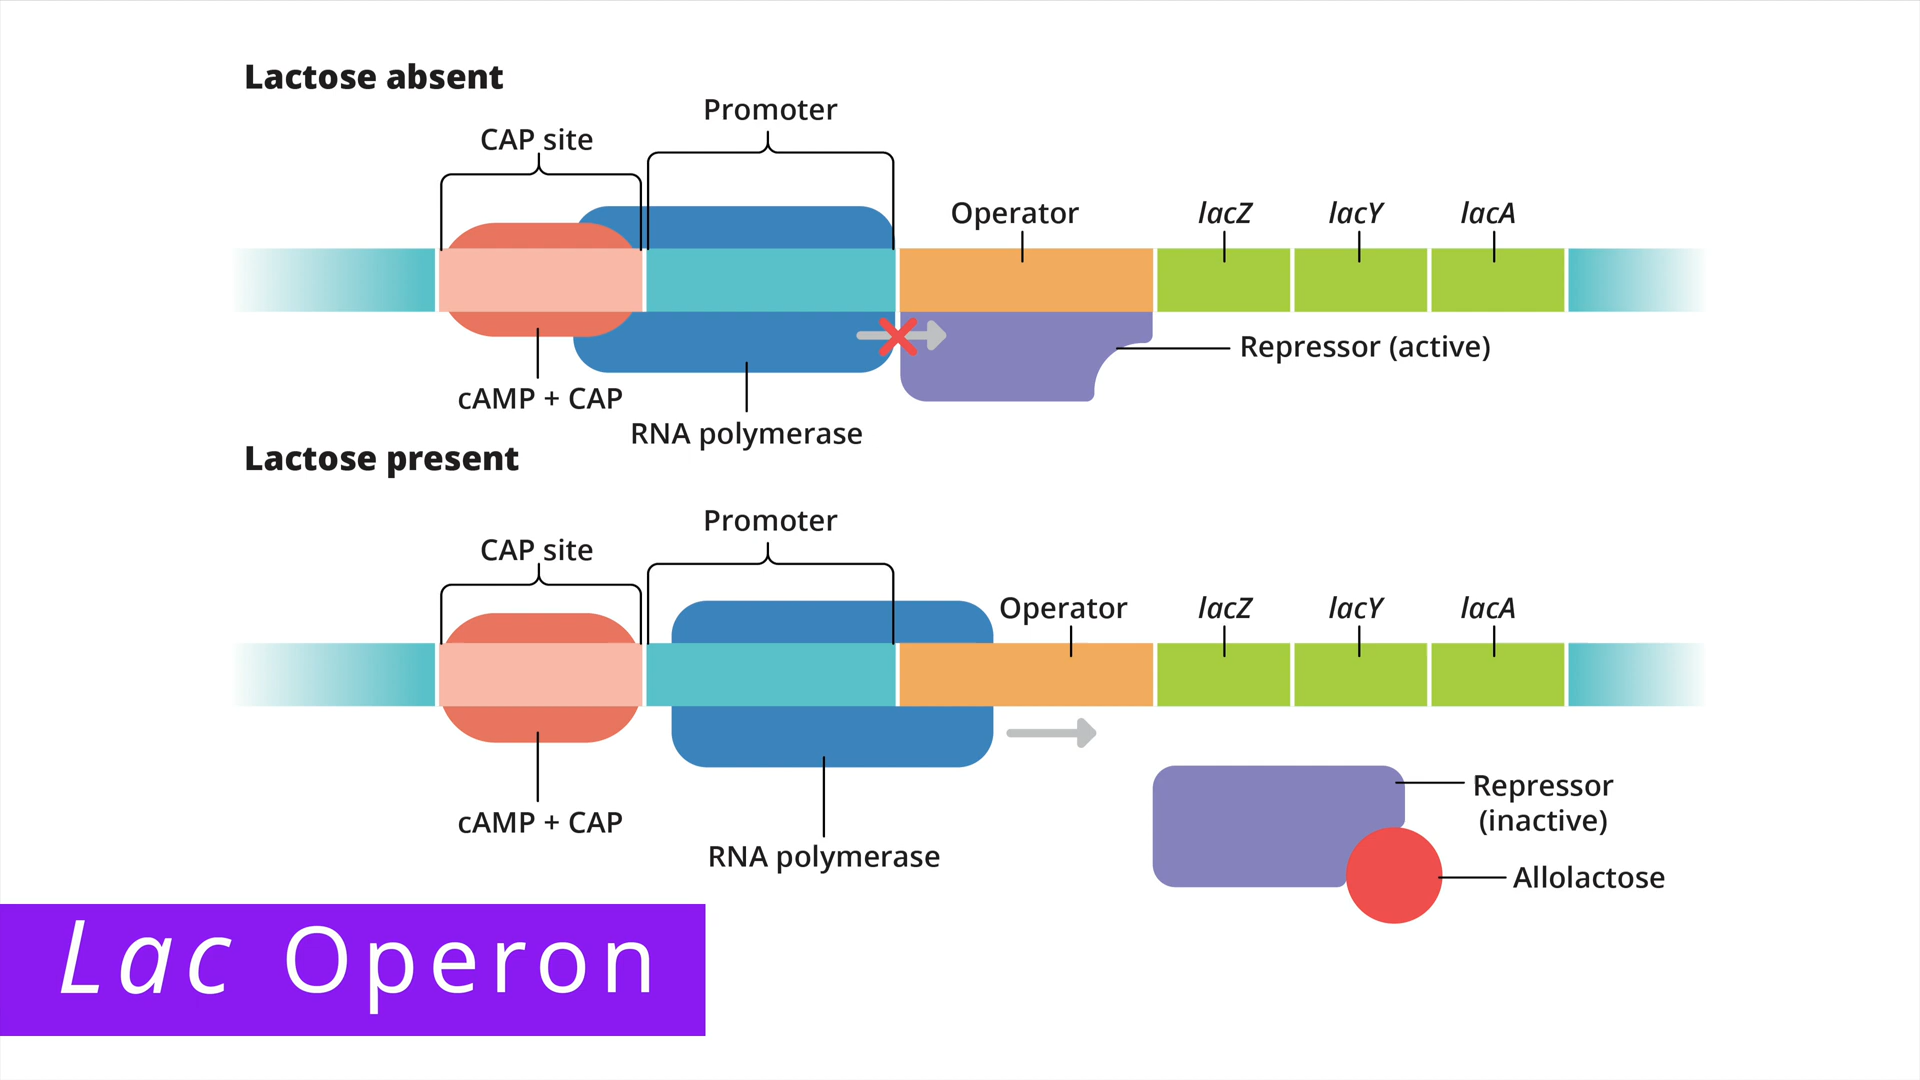 Lactose absent
Promoter
CAP site
Operator
lacZ
lacY
lacA
Repressor (active)
cAMP + CAP
RNA polymerase
Lactose present
Promoter
CAP site
Operator
lacZ
lacY
lacA
Repressor
(inactive)
cAMP + CAP
RNA polymerase
Allolactose
Lac Operon